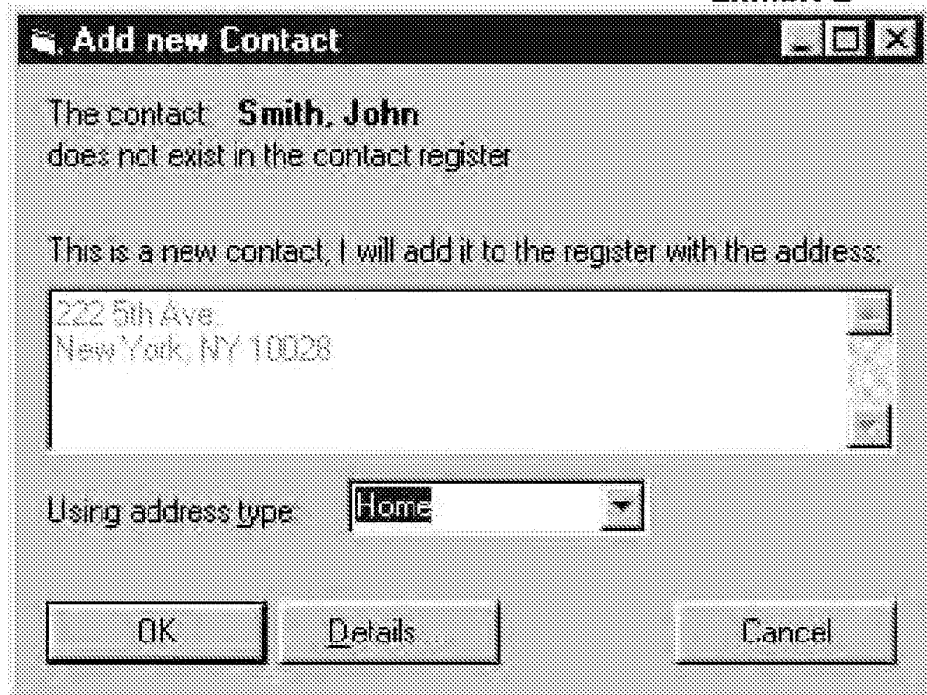 Add new Contact
The contact Smith, John
does not exist in the contact register
This is a new contact, I will add it to the register with the address:
222 5th Ave.
New York, NY 10028
Using address type: Home
OK Details... Cancel